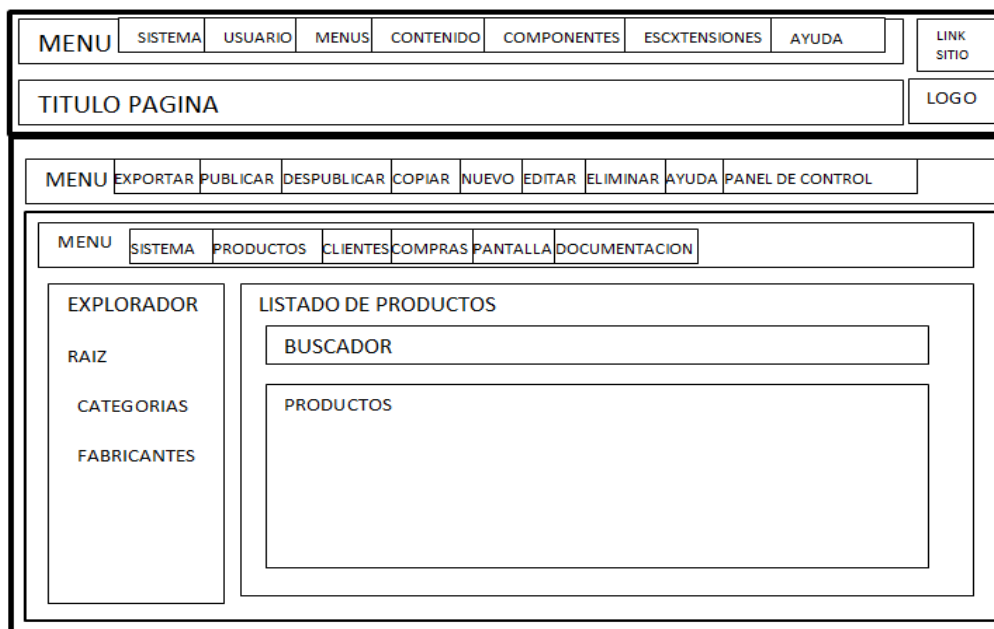 MENU SISTEMA USUARIO MENUS CONTENIDO COMPONENTES ESCXTENSIONES AYUDA
LINK
SITIO
TITULO PAGINA
LOGO
MENU EXPORTAR PUBLICAR DESPUBLICAR COPIAR NUEVO EDITAR ELIMINAR AYUDA PANEL DE CONTROL
MENU SISTEMA PRODUCTOS CLIENTES COMPRAS PANTALLA DOCUMENTACION
EXPLORADOR
RAIZ
CATEGORIAS
FABRICANTES
LISTADO DE PRODUCTOS
BUSCADOR
PRODUCTOS